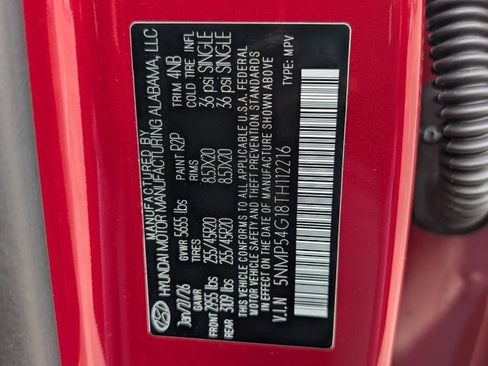 MANUFACTURED BY
HYUNDAI MOTOR MANUFACTURING ALABAMA, LLC
Jan/27/26 GVWR 5655 lbs PAINT R2P TRIM 4NB
GAWR RIMS COLD TIRE INFL
FRONT 2955 lbs 255/45R20 8.5JX20 36 psi SINGLE
REAR 3109 lbs 255/45R20 8.5JX20 36 psi SINGLE
THIS VEHICLE CONFORMS TO ALL APPLICABLE U.S.A. FEDERAL
MOTOR VEHICLE SAFETY, BUMPER, AND THEFT PREVENTION
STANDARDS IN EFFECT ON THE DATE OF MANUFACTURE SHOWN ABOVE
V.I.N 5NMP54G18TH112216 TYPE: MPV